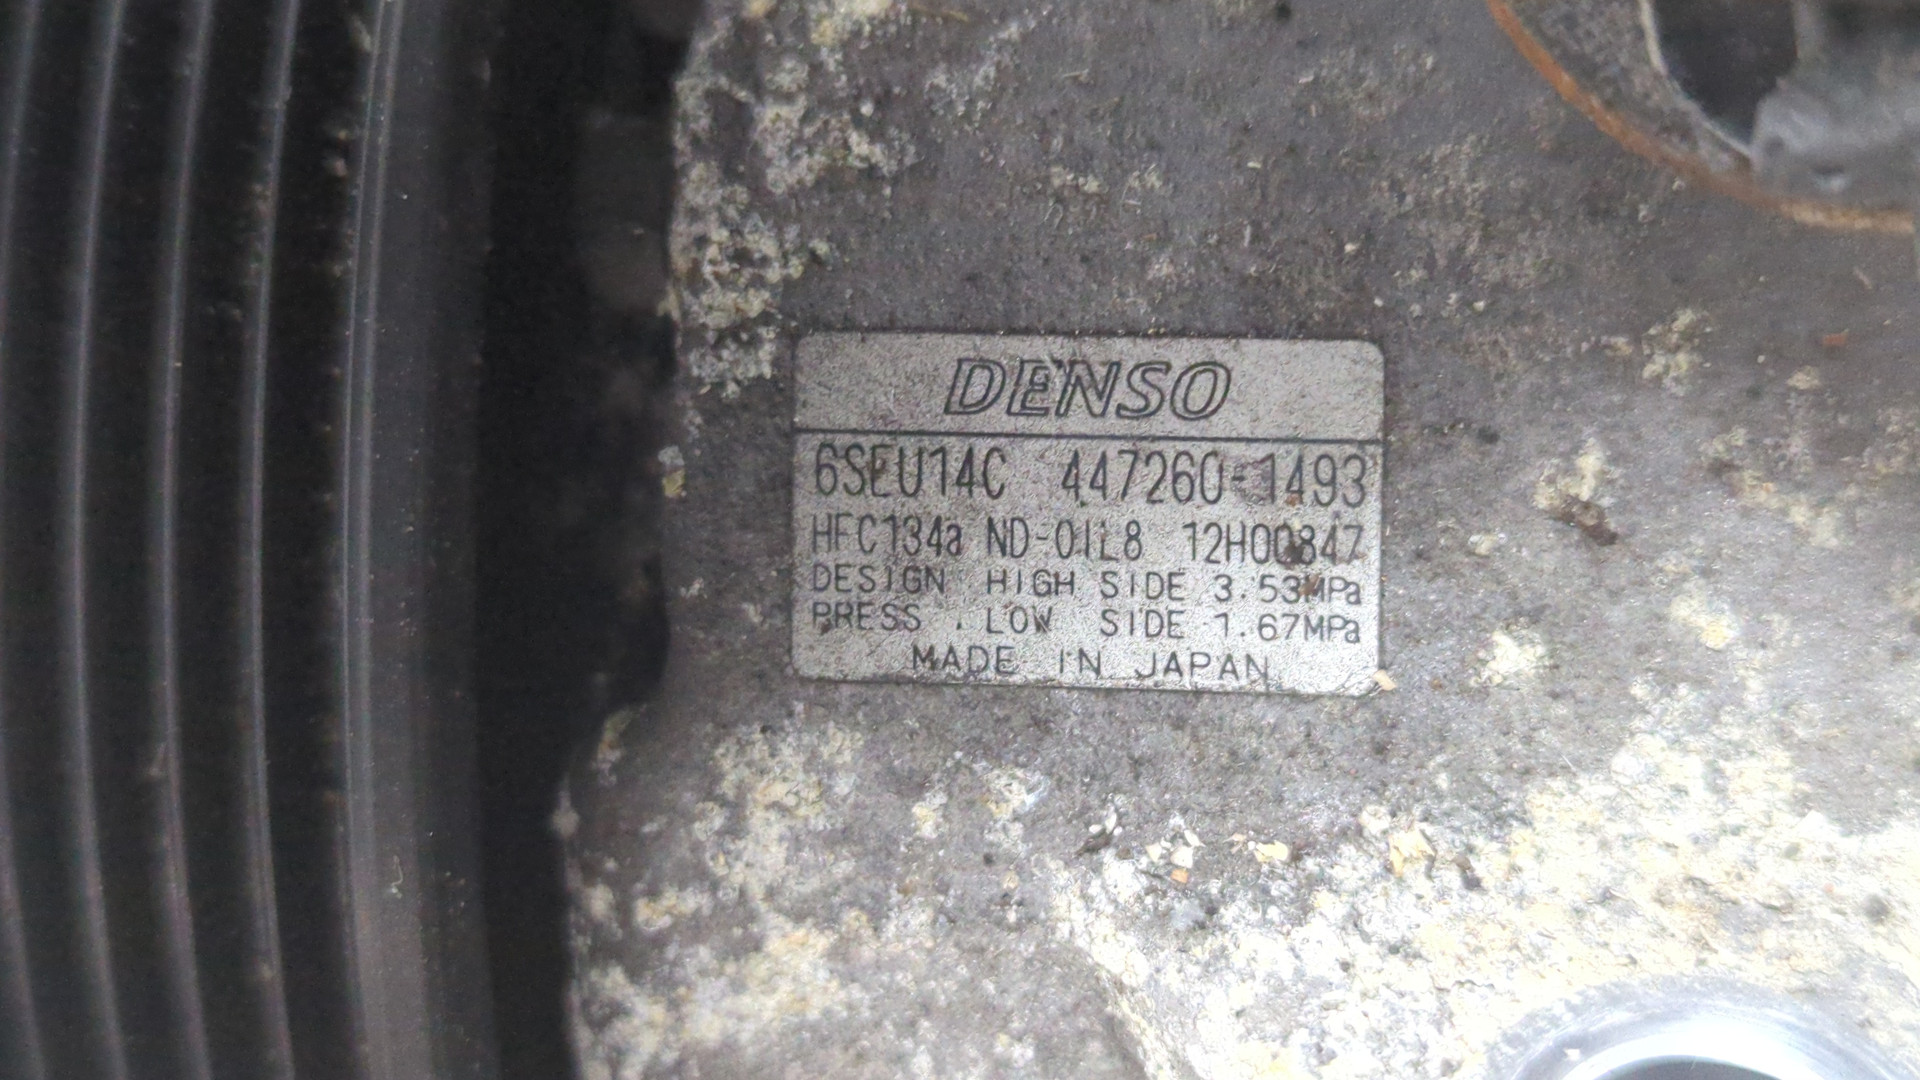 DENSO
6SEU14C 447260-1493
HFC134a ND-OIL8 12H00847
DESIGN HIGH SIDE 3.53MPa
PRESS. LOW SIDE 1.67MPa
MADE IN JAPAN